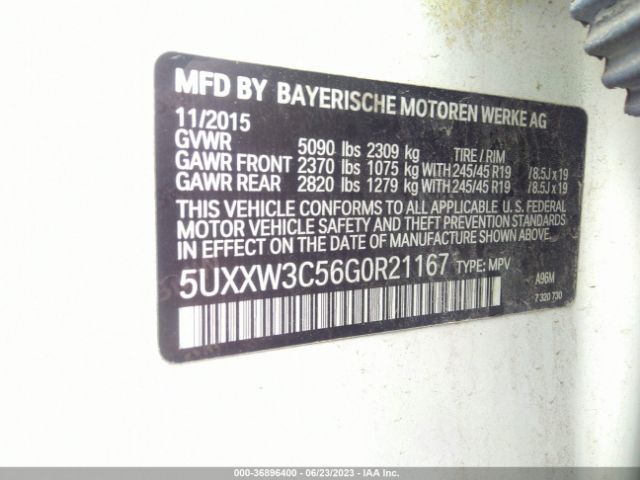 MFD BY BAYERISCHE MOTOREN WERKE AG
11/2015
GVWR 5090 lbs 2309 kg TIRE / RIM
GAWR FRONT 2370 lbs 1075 kg WITH 245/45 R19 / 8.5J x 19
GAWR REAR 2820 lbs 1279 kg WITH 245/45 R19 / 8.5J x 19
THIS VEHICLE CONFORMS TO ALL APPLICABLE U.S. FEDERAL
MOTOR VEHICLE SAFETY AND THEFT PREVENTION STANDARDS
IN EFFECT ON THE DATE OF MANUFACTURE SHOWN ABOVE.
5UXXW3C56G0R21167 TYPE: MPV
A96M
7 320 730
000-36896400 / 06/23/2023 / IAA Inc.